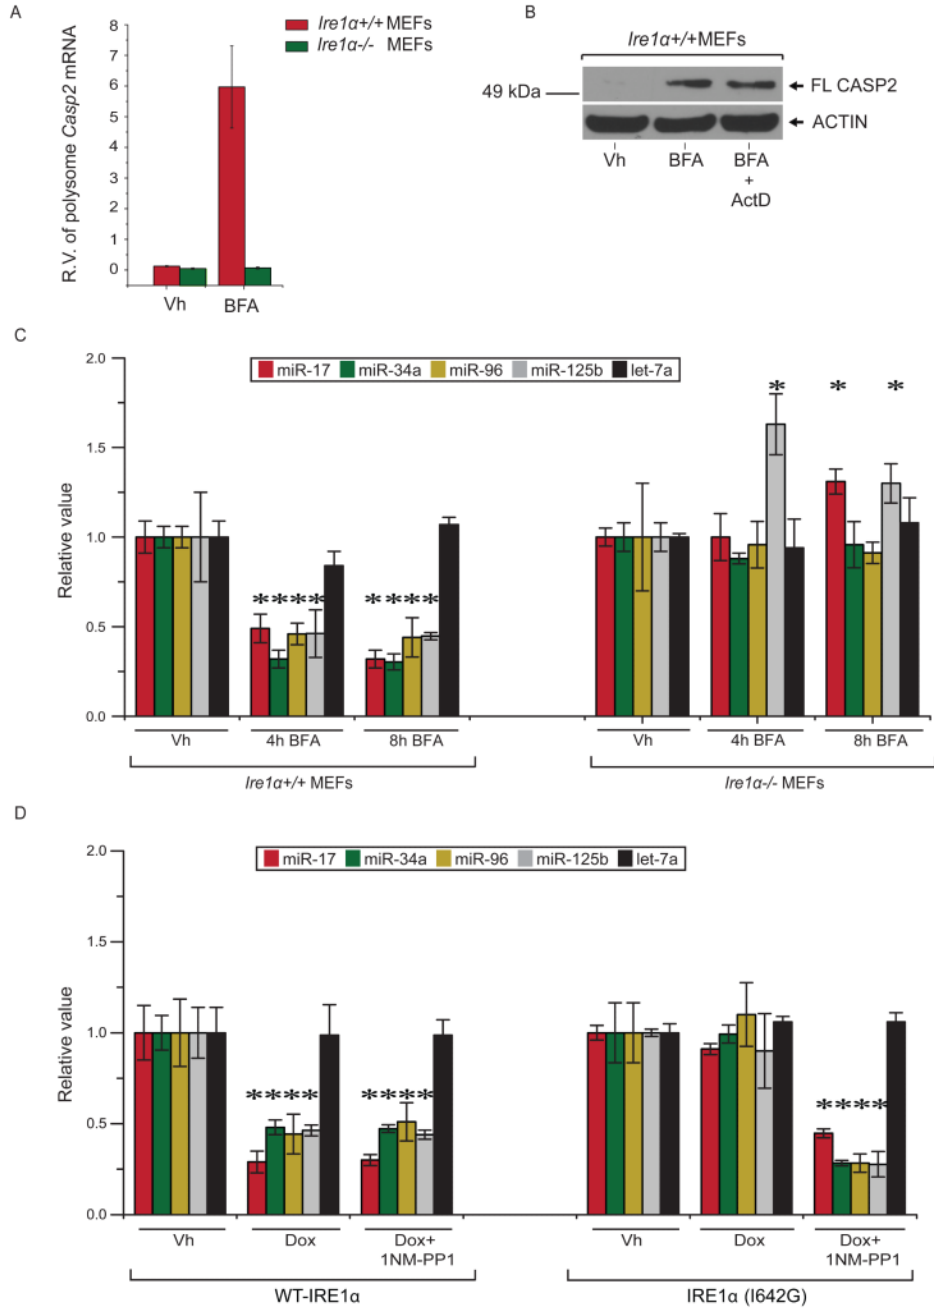 A
R.V. of polysome Casp2 mRNA
8
7
6
5
4
3
2
1
0
Ire1α+/+ MEFs
Ire1α-/- MEFs
Vh
BFA
B
Ire1α+/+MEFs
49 kDa
FL CASP2
ACTIN
Vh
BFA
BFA
+
ActD
C
Relative value
2.0
1.5
1.0
0.5
0.0
miR-17 miR-34a miR-96 miR-125b let-7a
* * * *
* * * *
*
* *
Vh
4h BFA
8h BFA
Vh
4h BFA
8h BFA
Ire1α+/+ MEFs
Ire1α-/- MEFs
D
Relative value
2.0
1.5
1.0
0.5
0.0
miR-17 miR-34a miR-96 miR-125b let-7a
* * * *
* * * *
* * * *
Vh
Dox
Dox+
1NM-PP1
Vh
Dox
Dox+
1NM-PP1
WT-IRE1α
IRE1α (I642G)